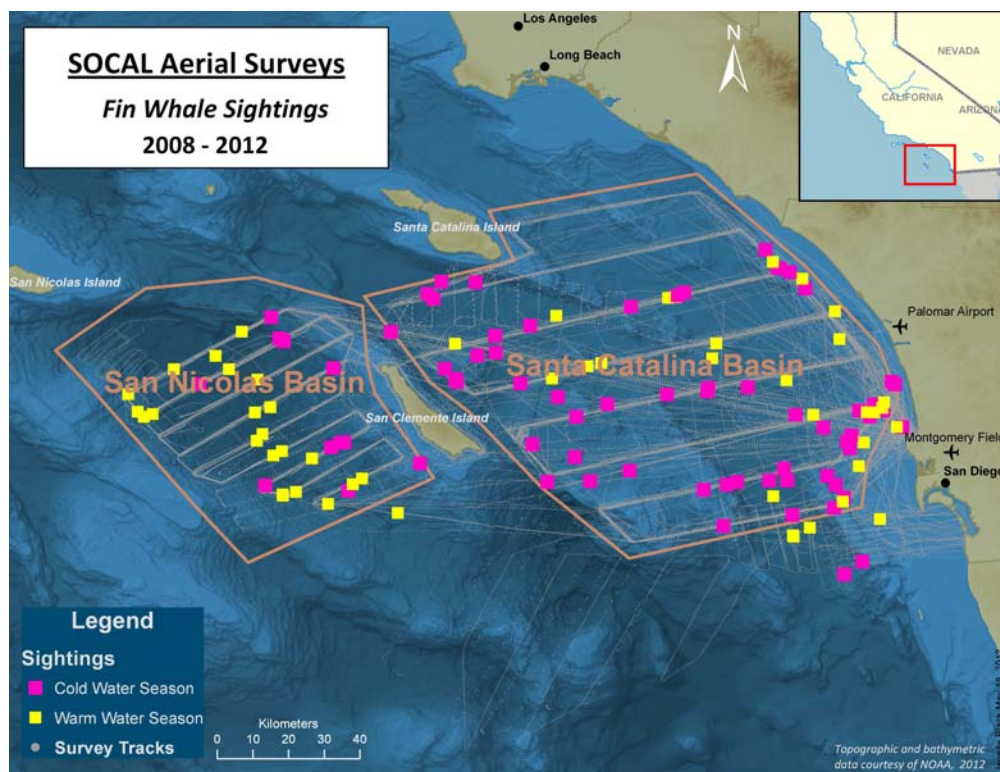 SOCAL Aerial Surveys
Fin Whale Sightings
2008 - 2012
Los Angeles
Long Beach
N
NEVADA
CALIFORNIA
ARIZONA
Santa Catalina Island
San Nicolas Island
Palomar Airport
San Nicolas Basin
Santa Catalina Basin
San Clemente Island
Montgomery Field
San Diego
Legend
Sightings
Cold Water Season
Warm Water Season
Survey Tracks
Kilometers
0 10 20 40
Topographic and bathymetric
data courtesy of NOAA, 2012